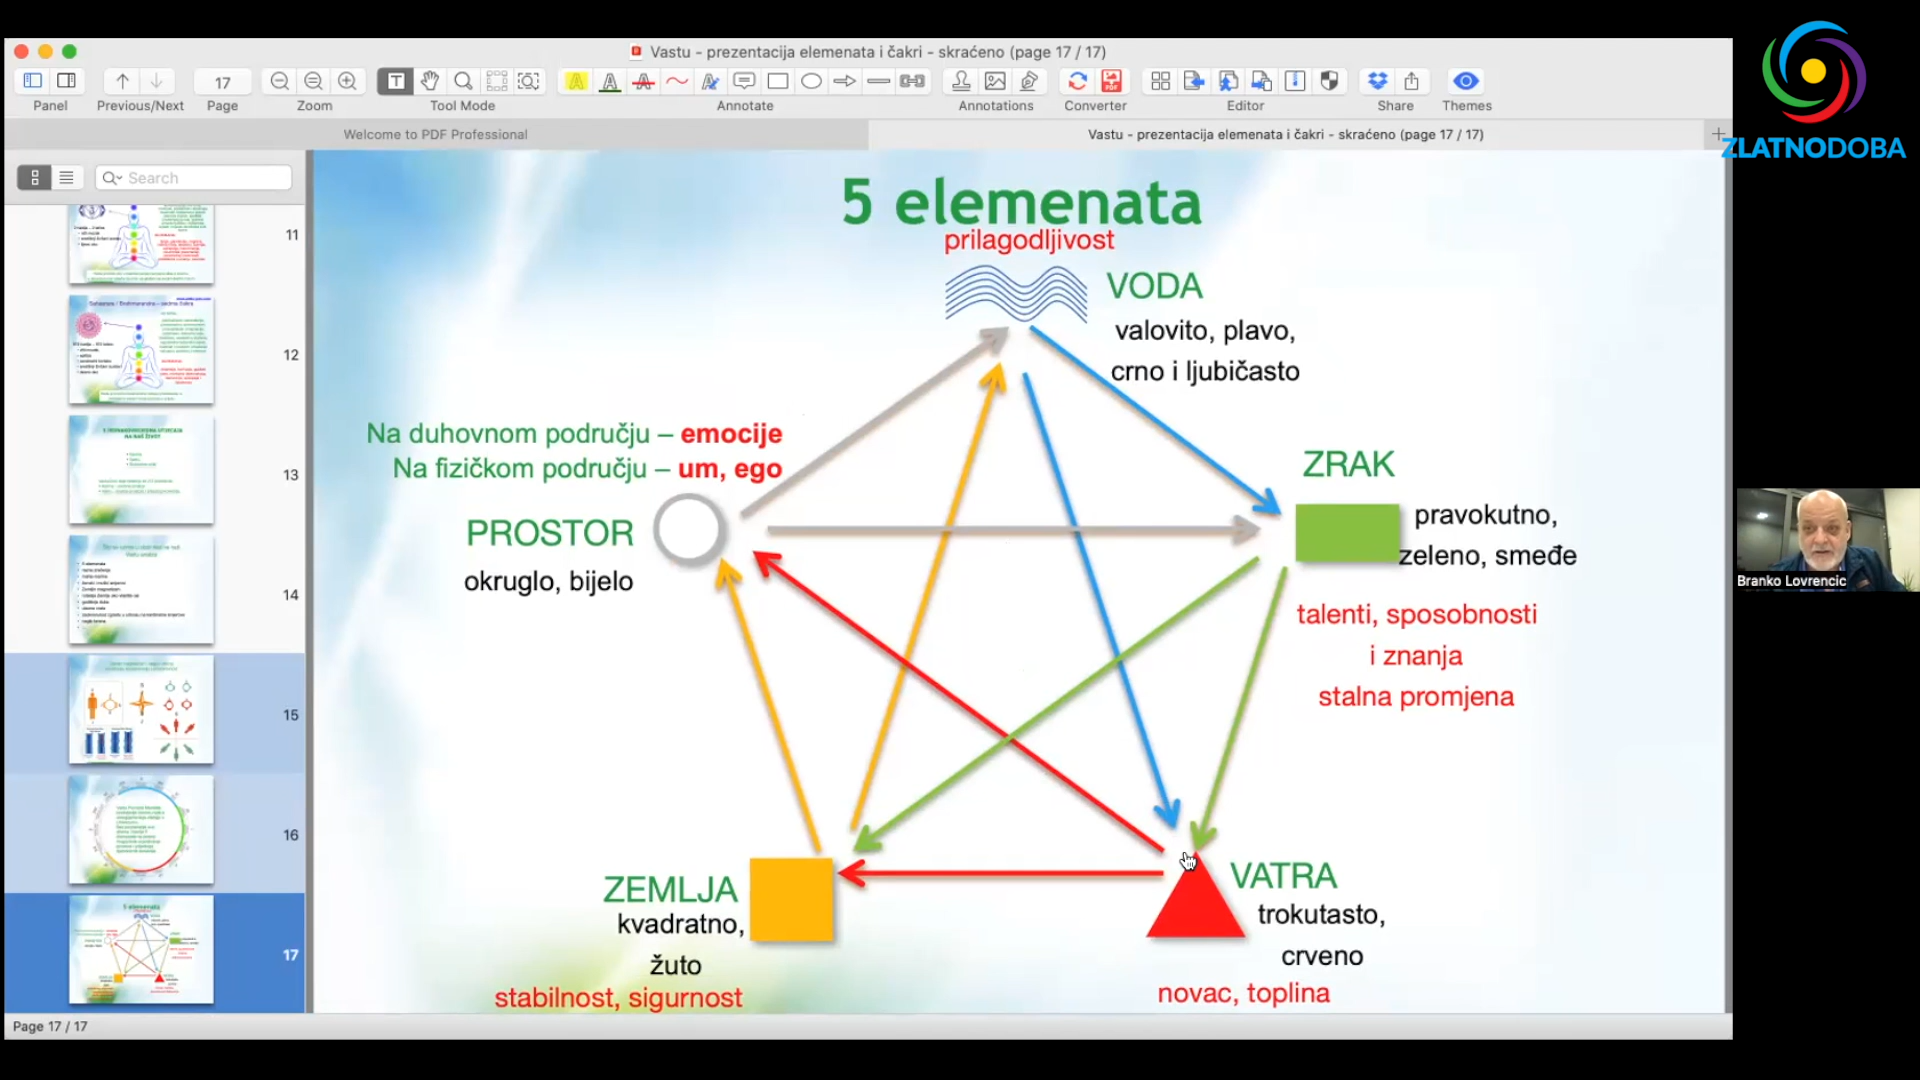 Vastu - prezentacija elemenata i čakri - skraćeno (page 17 / 17)
17
Panel
Previous/Next
Page
Zoom
Tool Mode
Annotate
Annotations
Converter
Editor
Share
Themes
Welcome to PDF Professional
Vastu - prezentacija elemenata i čakri - skraćeno (page 17 / 17)
ZLATNODOBA
Search
11
12
13
14
15
16
17
5 elemenata
prilagodljivost
VODA
valovito, plavo,
crno i ljubičasto
Na duhovnom području – emocije
Na fizičkom području – um, ego
PROSTOR
okruglo, bijelo
ZRAK
pravokutno,
zeleno, smeđe
talenti, sposobnosti
i znanja
stalna promjena
ZEMLJA
kvadratno,
žuto
stabilnost, sigurnost
VATRA
trokutasto,
crveno
novac, toplina
Branko Lovrencic
Page 17 / 17